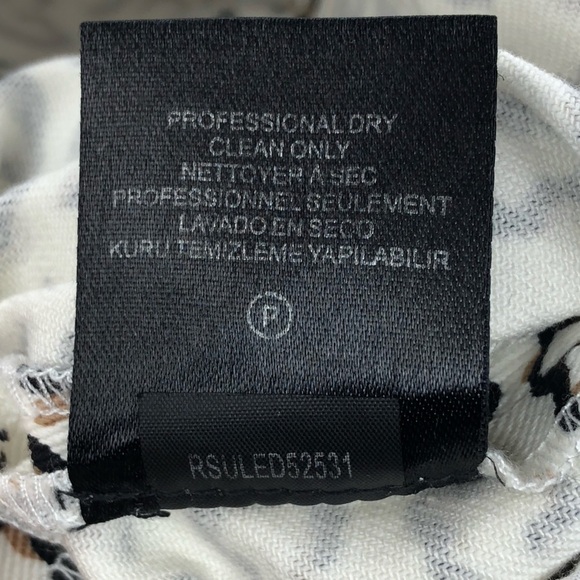 PROFESSIONAL DRY
CLEAN ONLY
NETTOYER À SEC
PROFESSIONNEL SEULEMENT
LAVADO EN SECO
KURU TEMIZLEME YAPILABILIR
P
RSULED52531